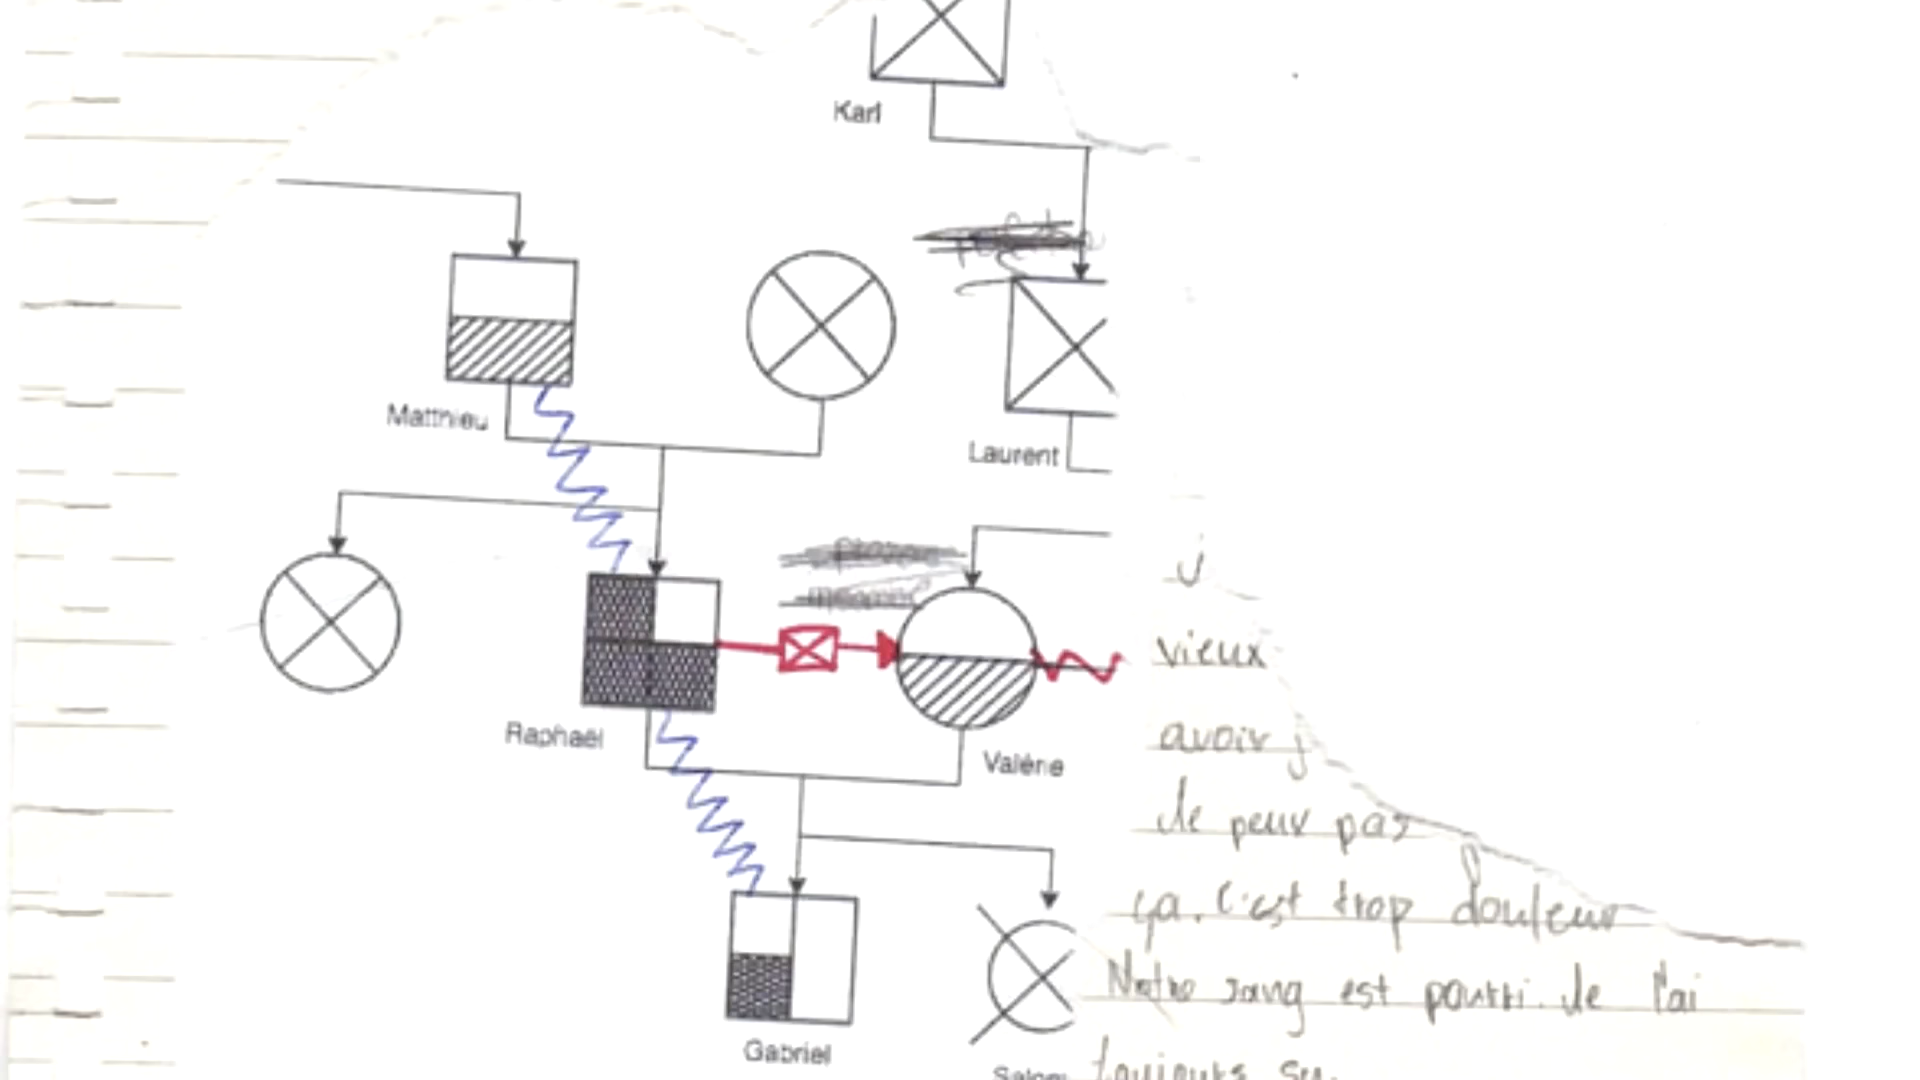 Karl
Matthieu
Laurent
Raphaël
Valérie
Gabriel
vieux
avoir j
Je peux pas
ça. C'est trop douleur
Notre sang est pourri. Je l'ai
toujours su.